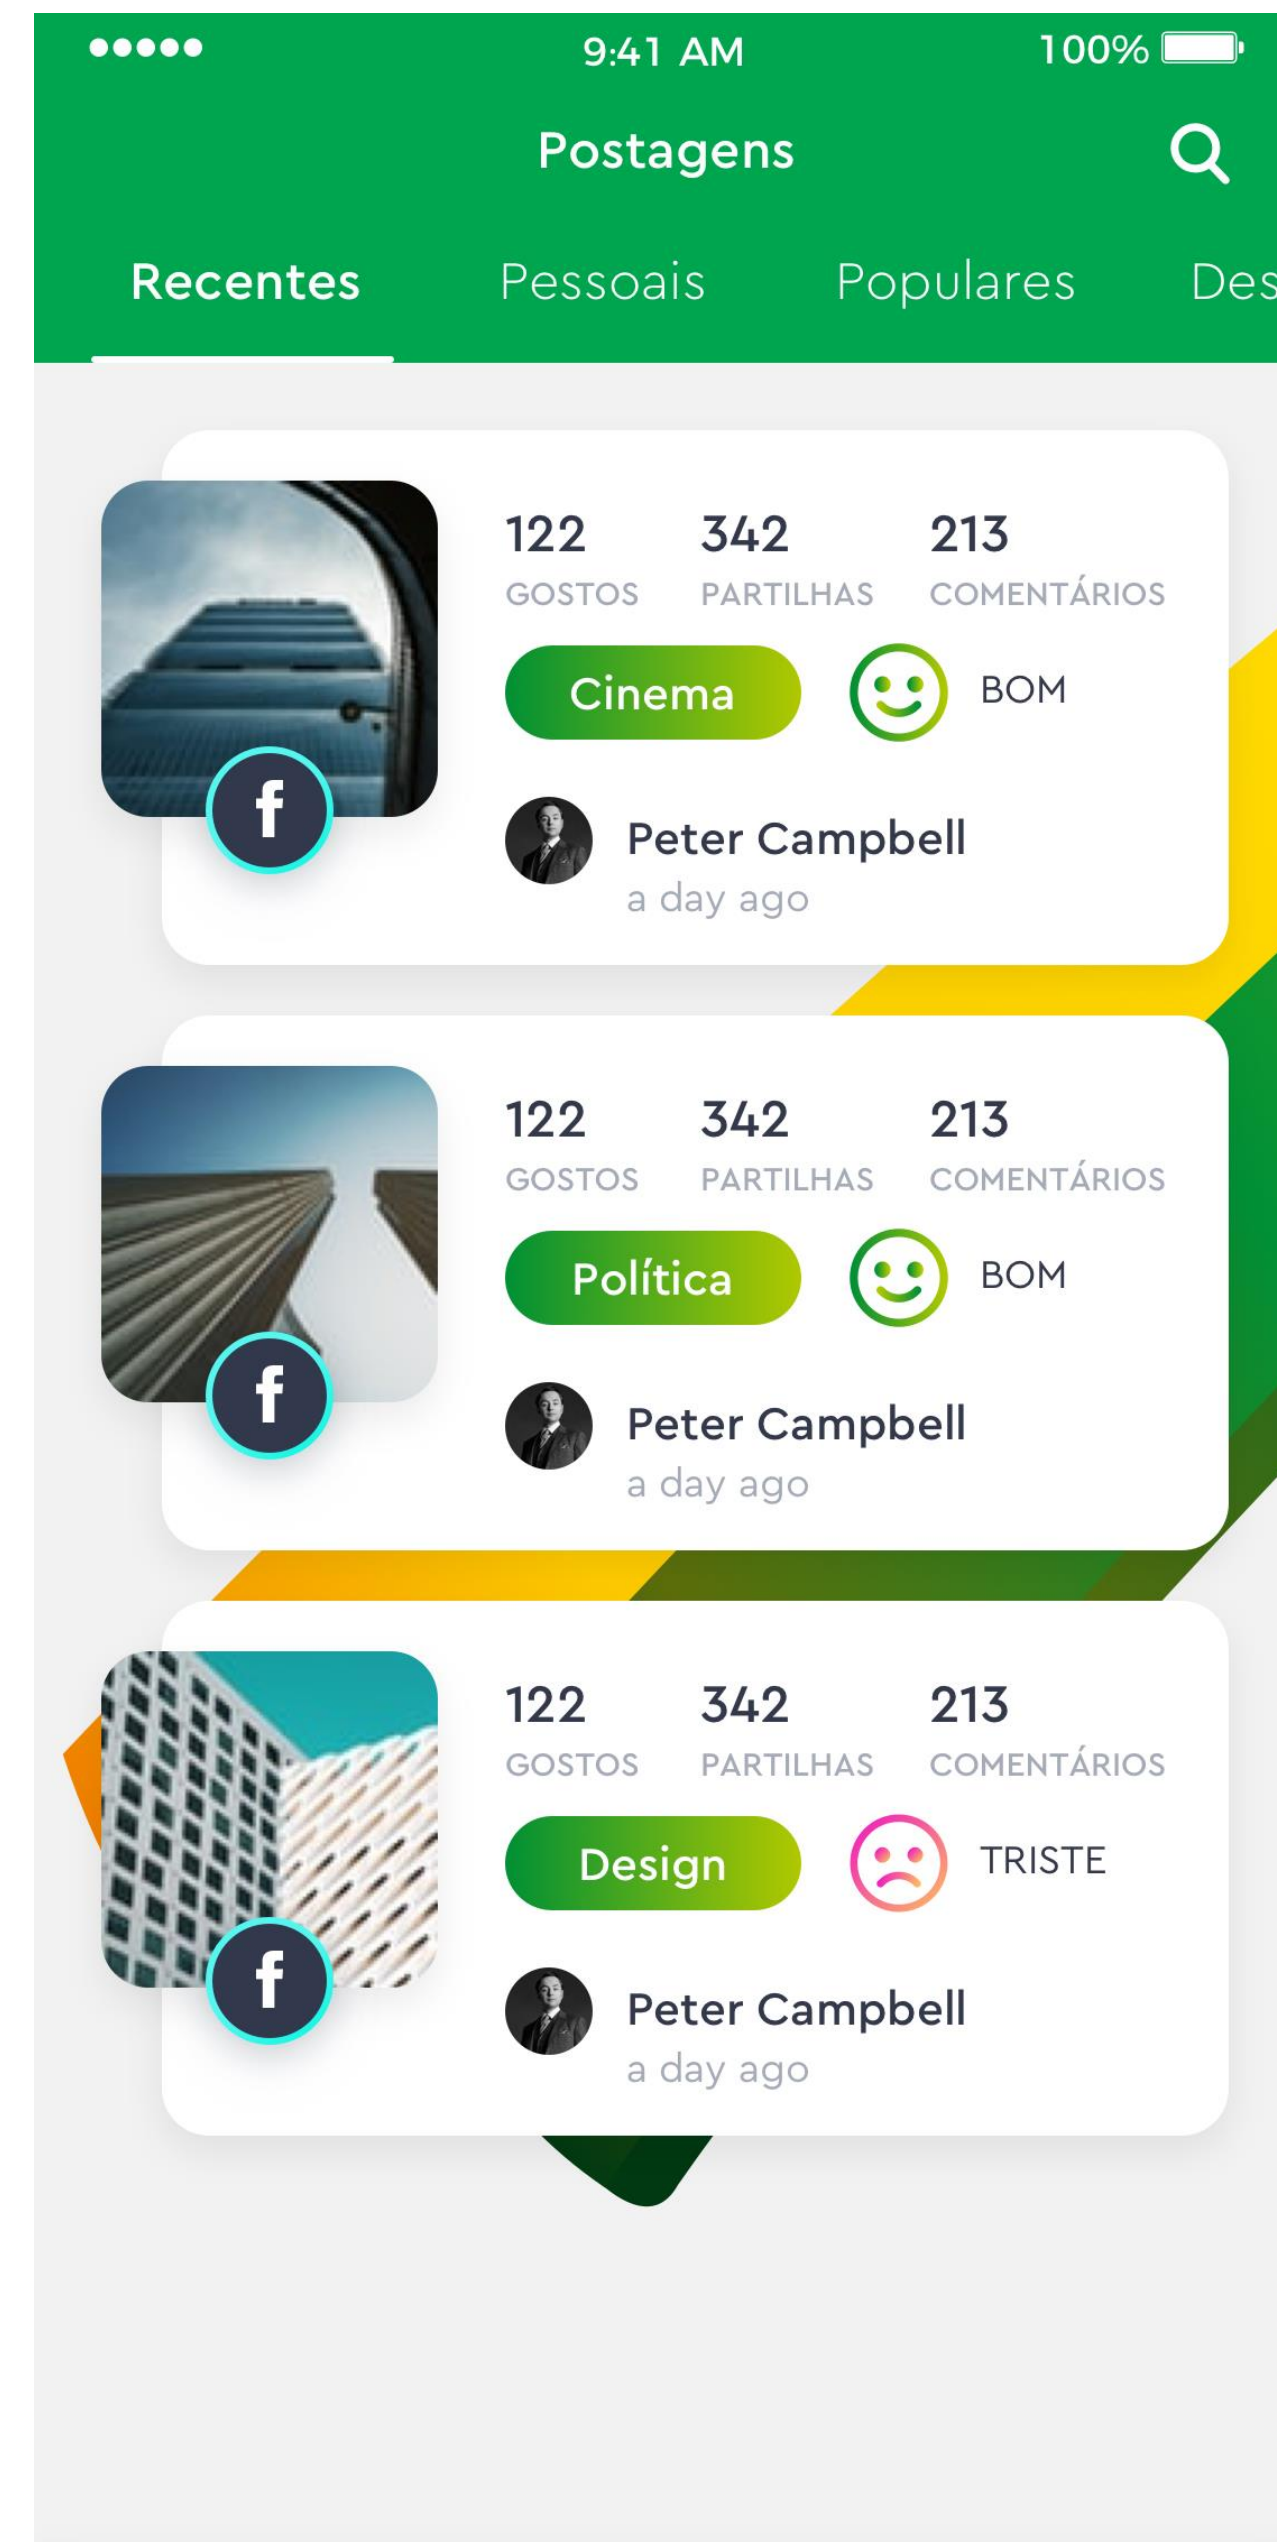 9:41 AM 100%
Postagens
Recentes Pessoais Populares Des
122 342 213
GOSTOS PARTILHAS COMENTÁRIOS
Cinema BOM
f
Peter Campbell
a day ago
122 342 213
GOSTOS PARTILHAS COMENTÁRIOS
Política BOM
f
Peter Campbell
a day ago
122 342 213
GOSTOS PARTILHAS COMENTÁRIOS
Design TRISTE
f
Peter Campbell
a day ago